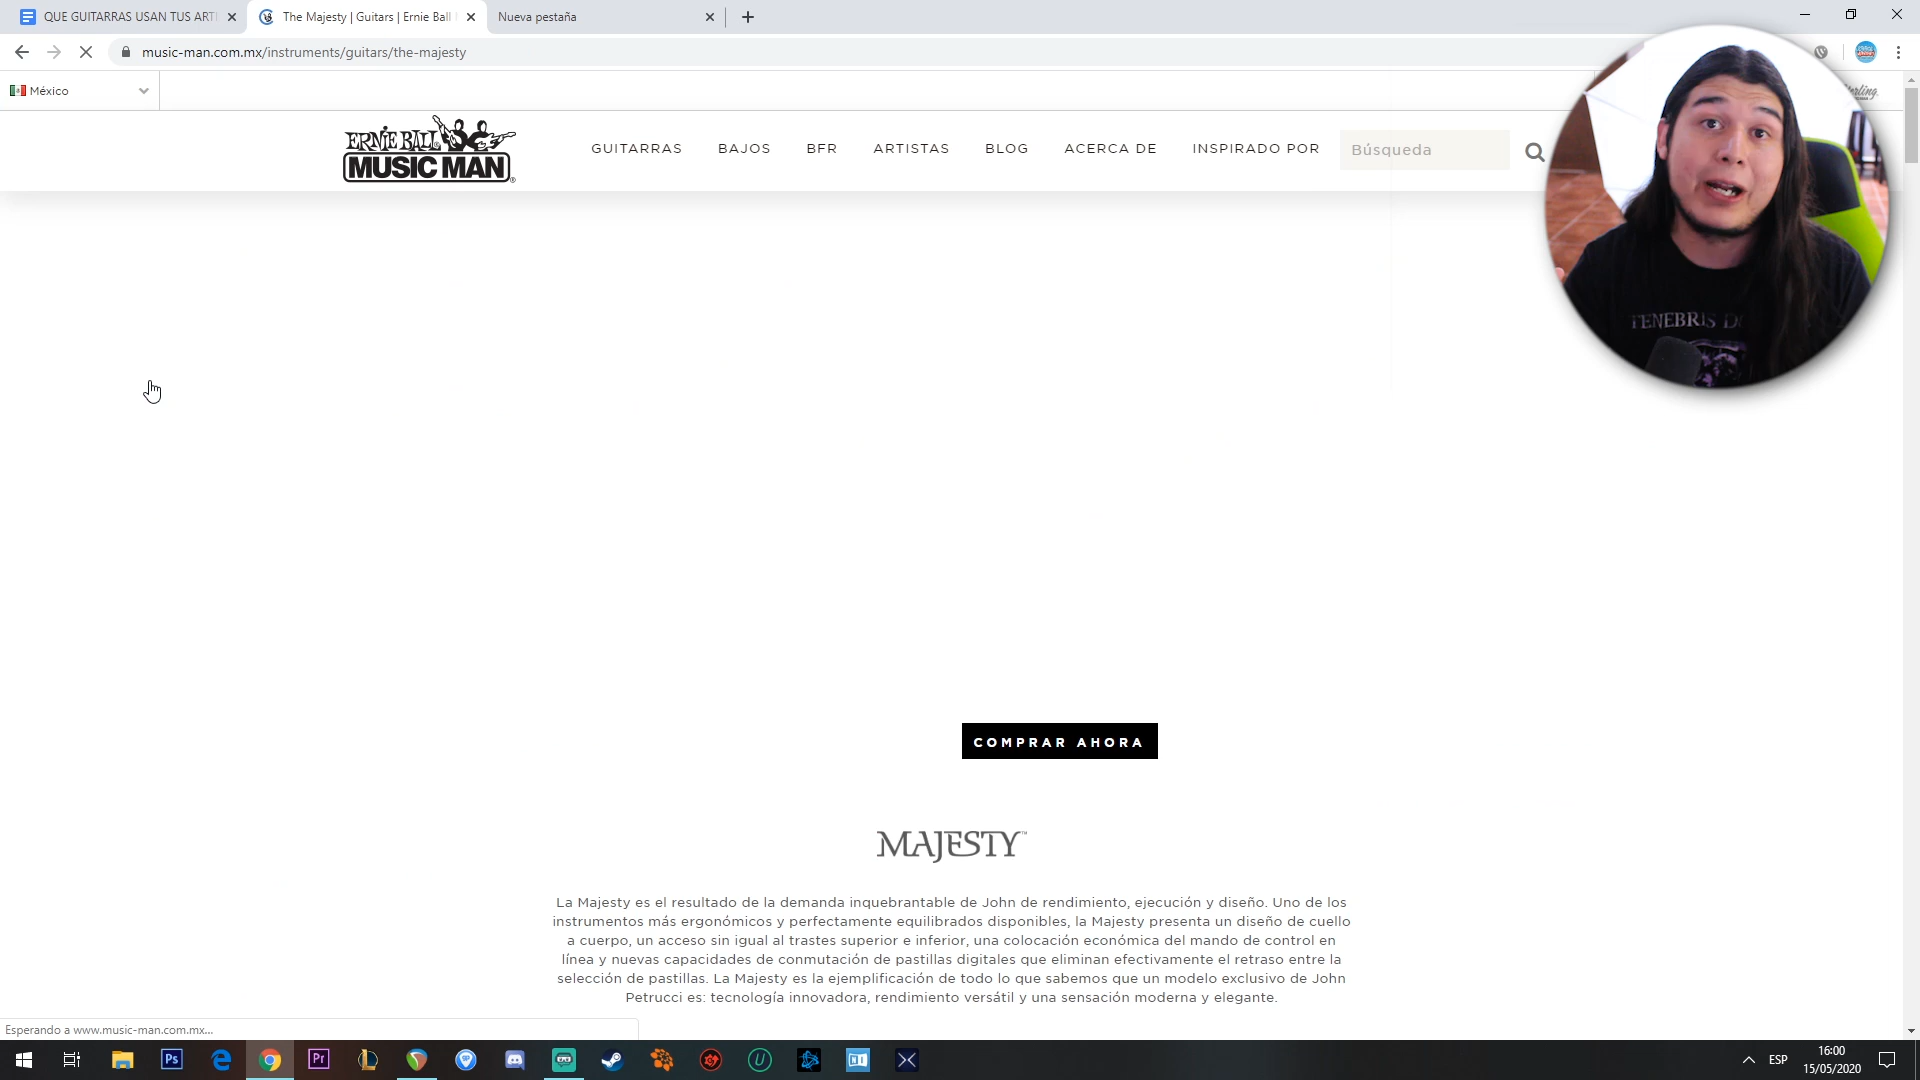 QUE GUITARRAS USAN TUS ARTI
The Majesty | Guitars | Ernie Ball
Nueva pestaña
music-man.com.mx/instruments/guitars/the-majesty
México
ERNIE BALL
MUSIC MAN
GUITARRAS
BAJOS
BFR
ARTISTAS
BLOG
ACERCA DE
INSPIRADO POR
Búsqueda
TENEBRIS
COMPRAR AHORA
MAJESTY™
La Majesty es el resultado de la demanda inquebrantable de John de rendimiento, ejecución y diseño. Uno de los
instrumentos más ergonómicos y perfectamente equilibrados disponibles, la Majesty presenta un diseño de cuello
a cuerpo, un acceso sin igual al trastes superior e inferior, una colocación económica del mando de control en
línea y nuevas capacidades de conmutación de pastillas digitales que eliminan efectivamente el retraso entre la
selección de pastillas. La Majesty es la ejemplificación de todo lo que sabemos que un modelo exclusivo de John
Petrucci es: tecnología innovadora, rendimiento versátil y una sensación moderna y elegante.
Esperando a www.music-man.com.mx...
Ps
Pr
ESP
16:00
15/05/2020